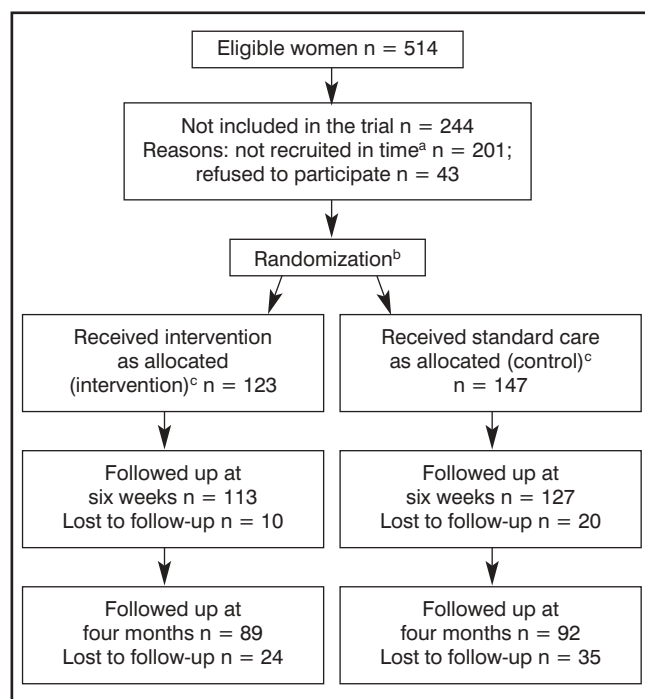 Eligible women n = 514
Not included in the trial n = 244
Reasons: not recruited in timeᵃ n = 201;
refused to participate n = 43
Randomizationᵇ
Received intervention
as allocated
(intervention)ᶜ n = 123
Received standard care
as allocated (control)ᶜ
n = 147
Followed up at
six weeks n = 113
Lost to follow-up n = 10
Followed up at
six weeks n = 127
Lost to follow-up n = 20
Followed up at
four months n = 89
Lost to follow-up n = 24
Followed up at
four months n = 92
Lost to follow-up n = 35